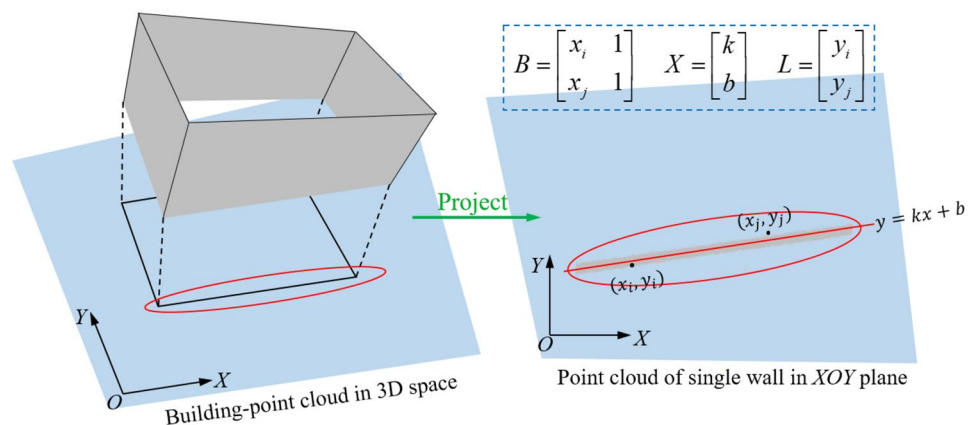 B = [x_i 1; x_j 1] X = [k; b] L = [y_i; y_j]
Project
(x_j, y_j)
y = kx + b
(x_i, y_i)
Y
X
O
Y
X
O
Building-point cloud in 3D space
Point cloud of single wall in XOY plane